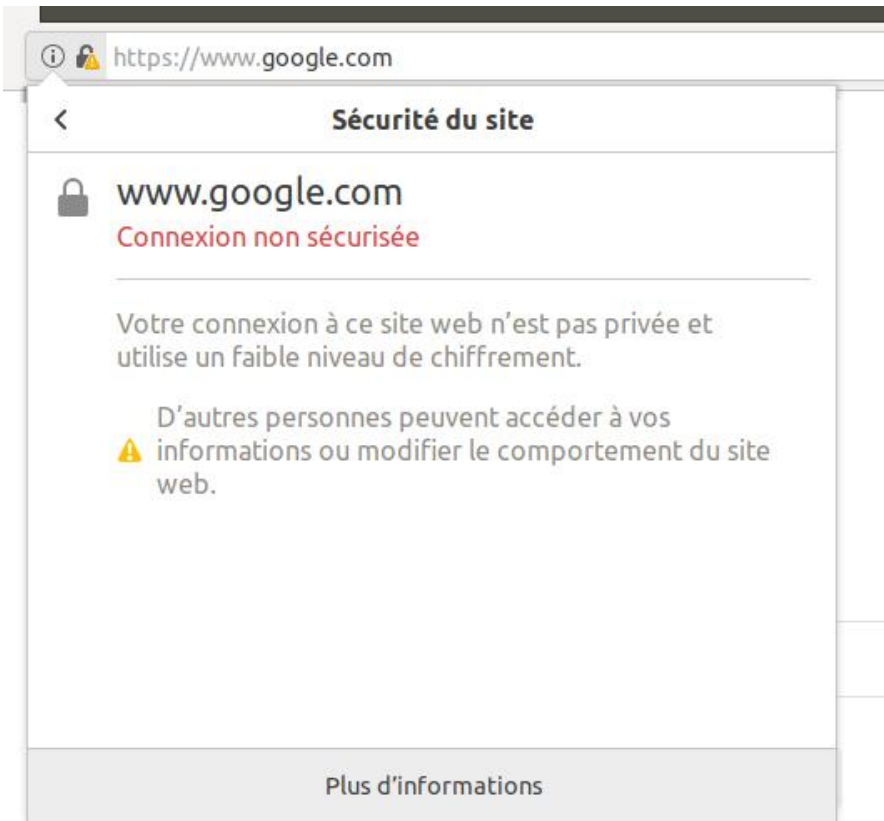 https://www.google.com
Sécurité du site
www.google.com
Connexion non sécurisée
Votre connexion à ce site web n’est pas privée et
utilise un faible niveau de chiffrement.
D’autres personnes peuvent accéder à vos
informations ou modifier le comportement du site
web.
Plus d’informations